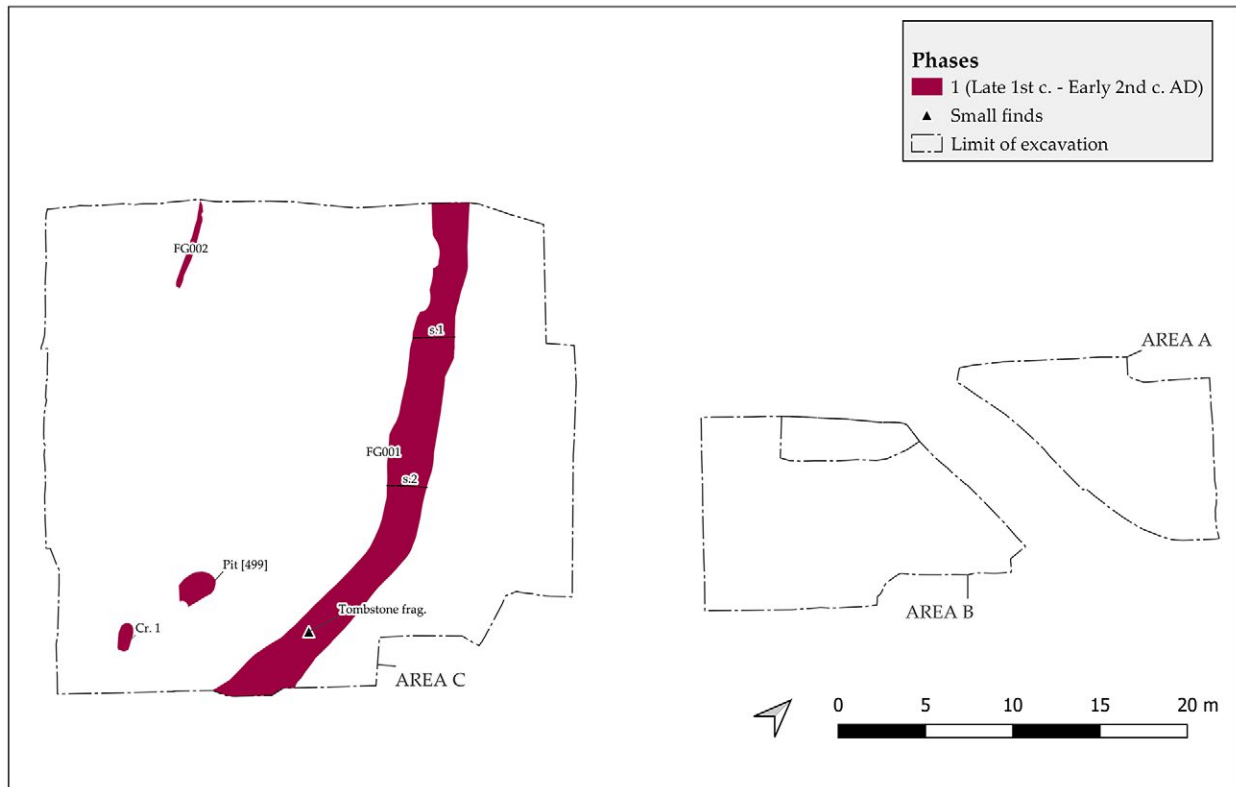 Phases
1 (Late 1st c. - Early 2nd c. AD)
Small finds
Limit of excavation
FG002
s.1
AREA A
FG001
s.2
Pit [499]
Tombstone frag.
Cr. 1
AREA B
AREA C
0 5 10 15 20 m